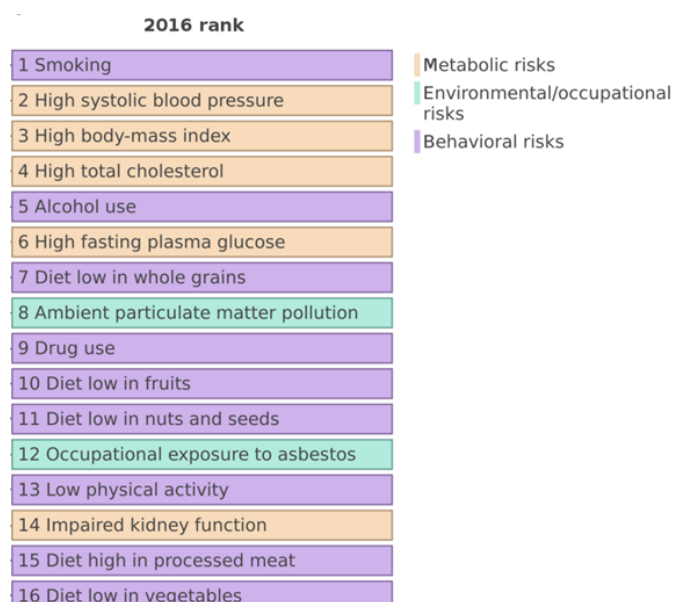 2016 rank
1 Smoking
2 High systolic blood pressure
3 High body-mass index
4 High total cholesterol
5 Alcohol use
6 High fasting plasma glucose
7 Diet low in whole grains
8 Ambient particulate matter pollution
9 Drug use
10 Diet low in fruits
11 Diet low in nuts and seeds
12 Occupational exposure to asbestos
13 Low physical activity
14 Impaired kidney function
15 Diet high in processed meat
16 Diet low in vegetables
Metabolic risks
Environmental/occupational
risks
Behavioral risks